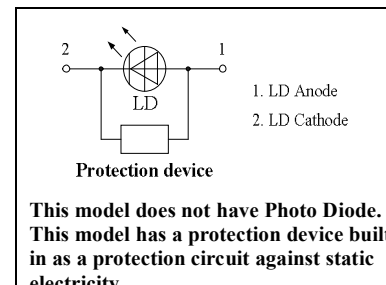 2
1
LD
1. LD Anode
2. LD Cathode
Protection device
This model does not have Photo Diode.
This model has a protection device built
in as a protection circuit against static
electricity